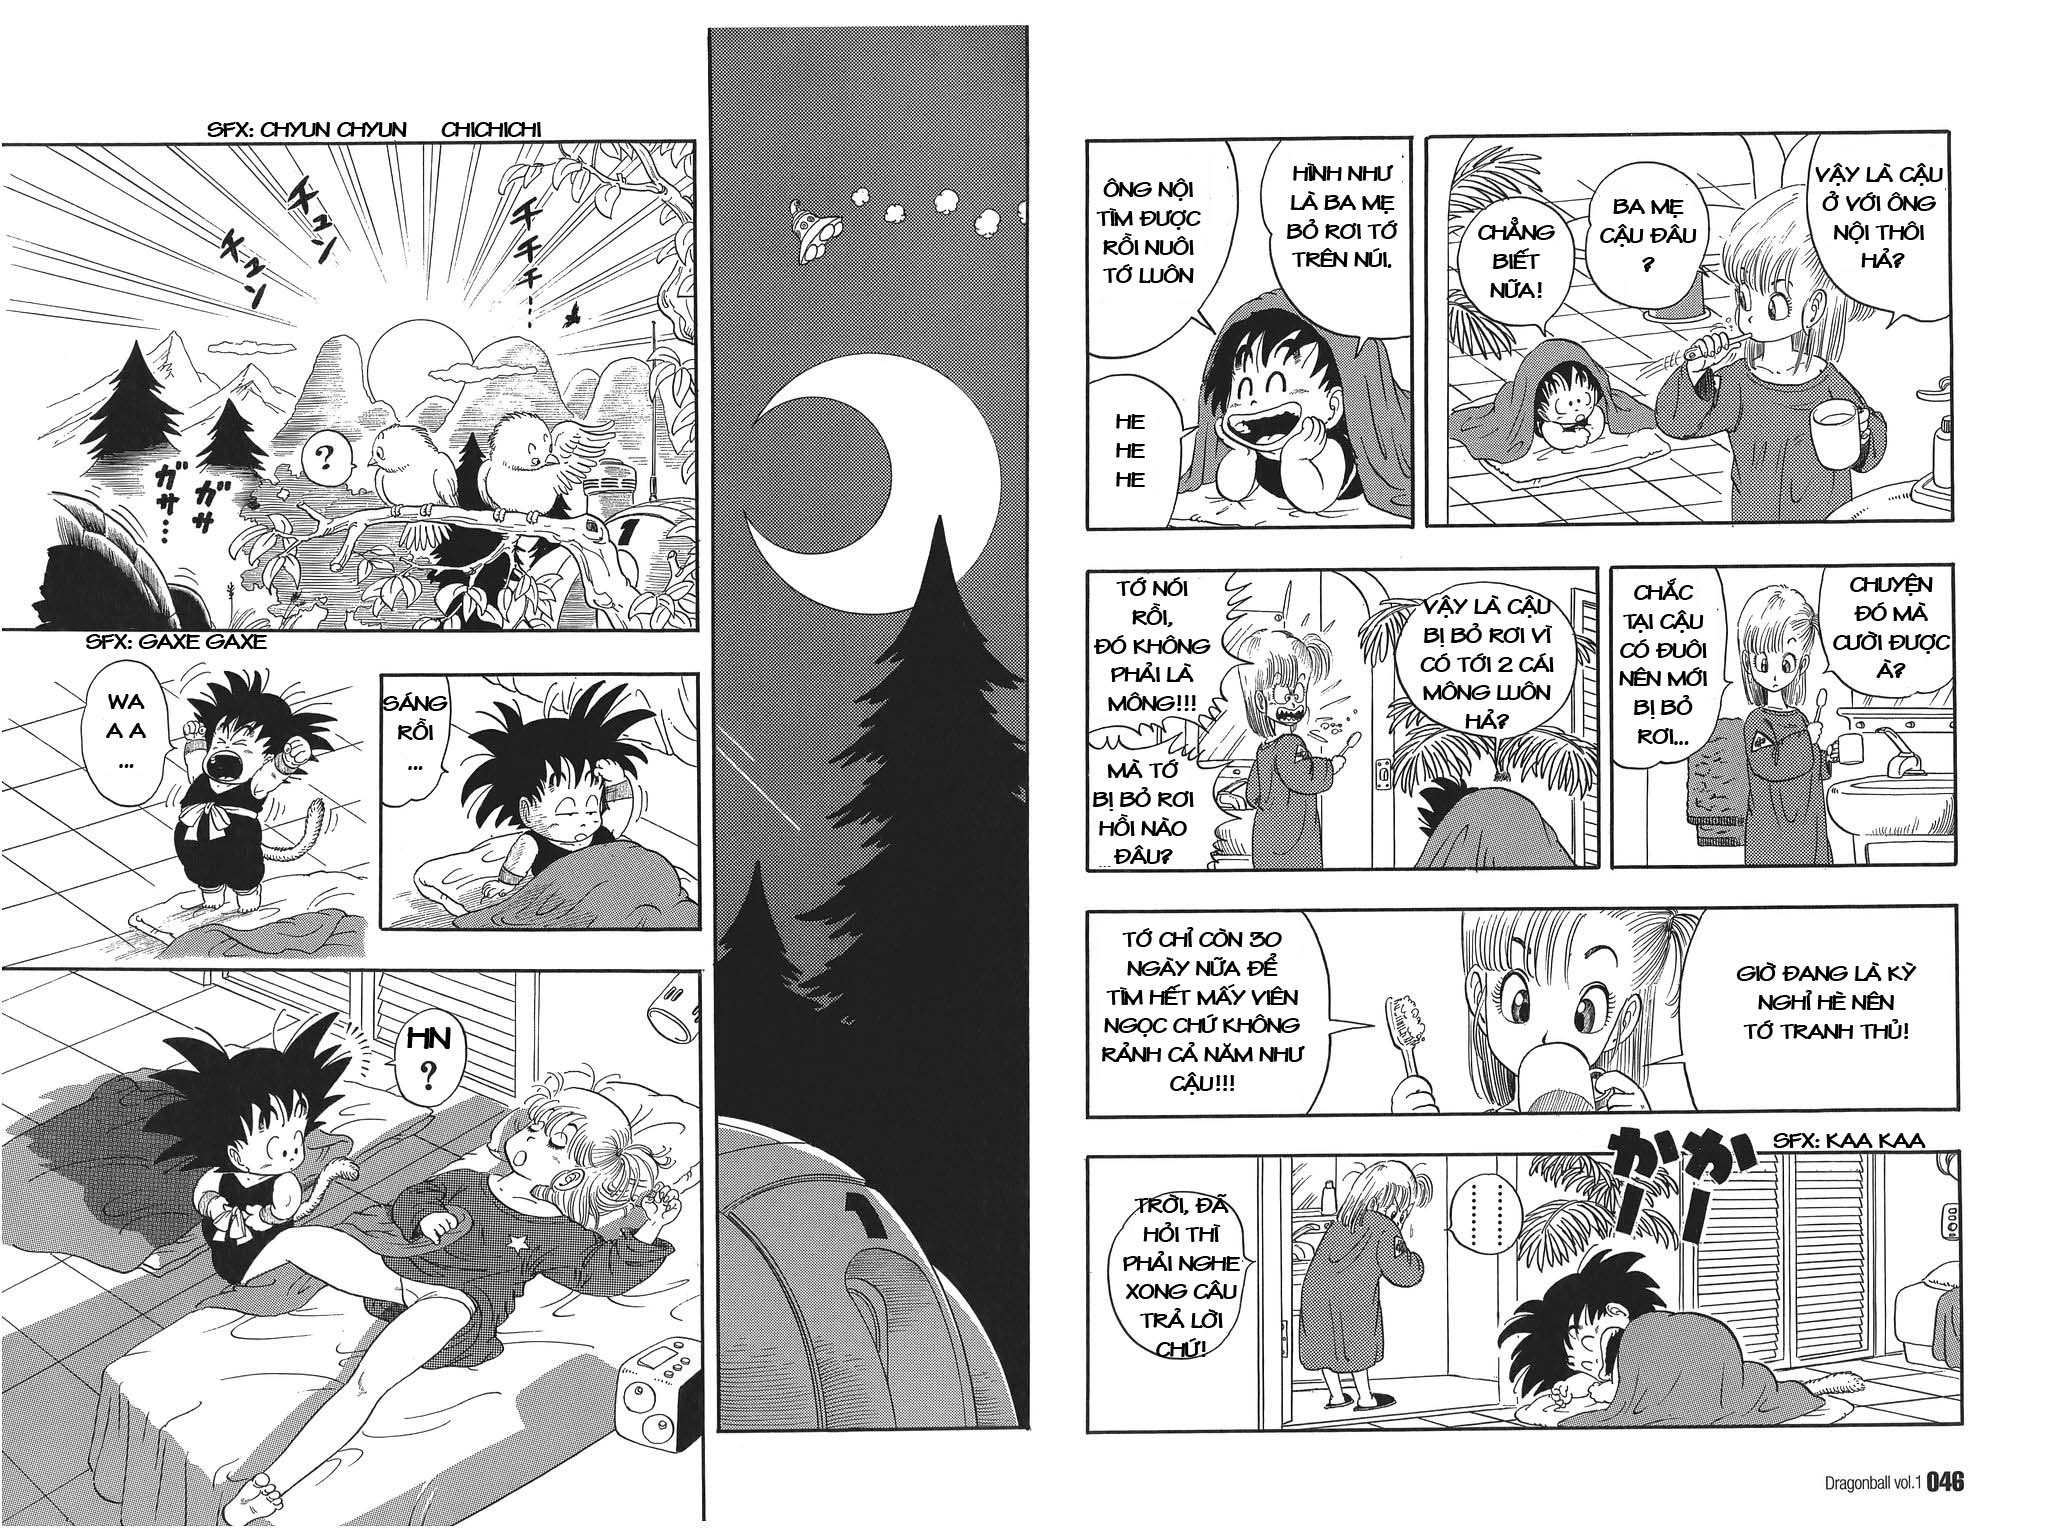 VẬY LÀ CẬU
Ở VỚI ÔNG
NỘI THÔI
HẢ?
BA MẸ
CẬU ĐÂU
?
CHẲNG
BIẾT
NỮA!
HÌNH NHƯ
LÀ BA MẸ
BỎ RƠI TỚ
TRÊN NÚI.
ÔNG NỘI
TÌM ĐƯỢC
RỒI NUÔI
TỚ LUÔN
HE
HE
HE
CHUYỆN
ĐÓ MÀ
CƯỜI ĐƯỢC
À?
CHẮC
TẠI CẬU
CÓ ĐUÔI
NÊN MỚI
BỊ BỎ
RƠI...
VẬY LÀ CẬU
BỊ BỎ RƠI VÌ
CÓ TỚI 2 CÁI
MÔNG LUÔN
HẢ?
TỚ NÓI
RỒI,
ĐÓ KHÔNG
PHẢI LÀ
MÔNG!!!
MÀ TỚ
BỊ BỎ RƠI
HỒI NÀO
ĐÂU?
...
GIỜ ĐANG LÀ KỲ
NGHỈ HÈ NÊN
TỚ TRANH THỦ!
TỚ CHỈ CÒN 30
NGÀY NỮA ĐỂ
TÌM HẾT MẤY VIÊN
NGỌC CHỨ KHÔNG
RẢNH CẢ NĂM NHƯ
CẬU!!!
SFX: KAA KAA
かー
かー
........
........
TRỜI, ĐÃ
HỎI THÌ
PHẢI NGHE
XONG CÂU
TRẢ LỜI
CHỨ!
Dragonball vol.1 046
1
SFX: CHYUN CHYUN CHICHICHI
チチチ…
チュン
チュン
?
ガサ
ガサ…
1
SFX: GAXE GAXE
SÁNG
RỒI
...
WA
A A
...
HN
?